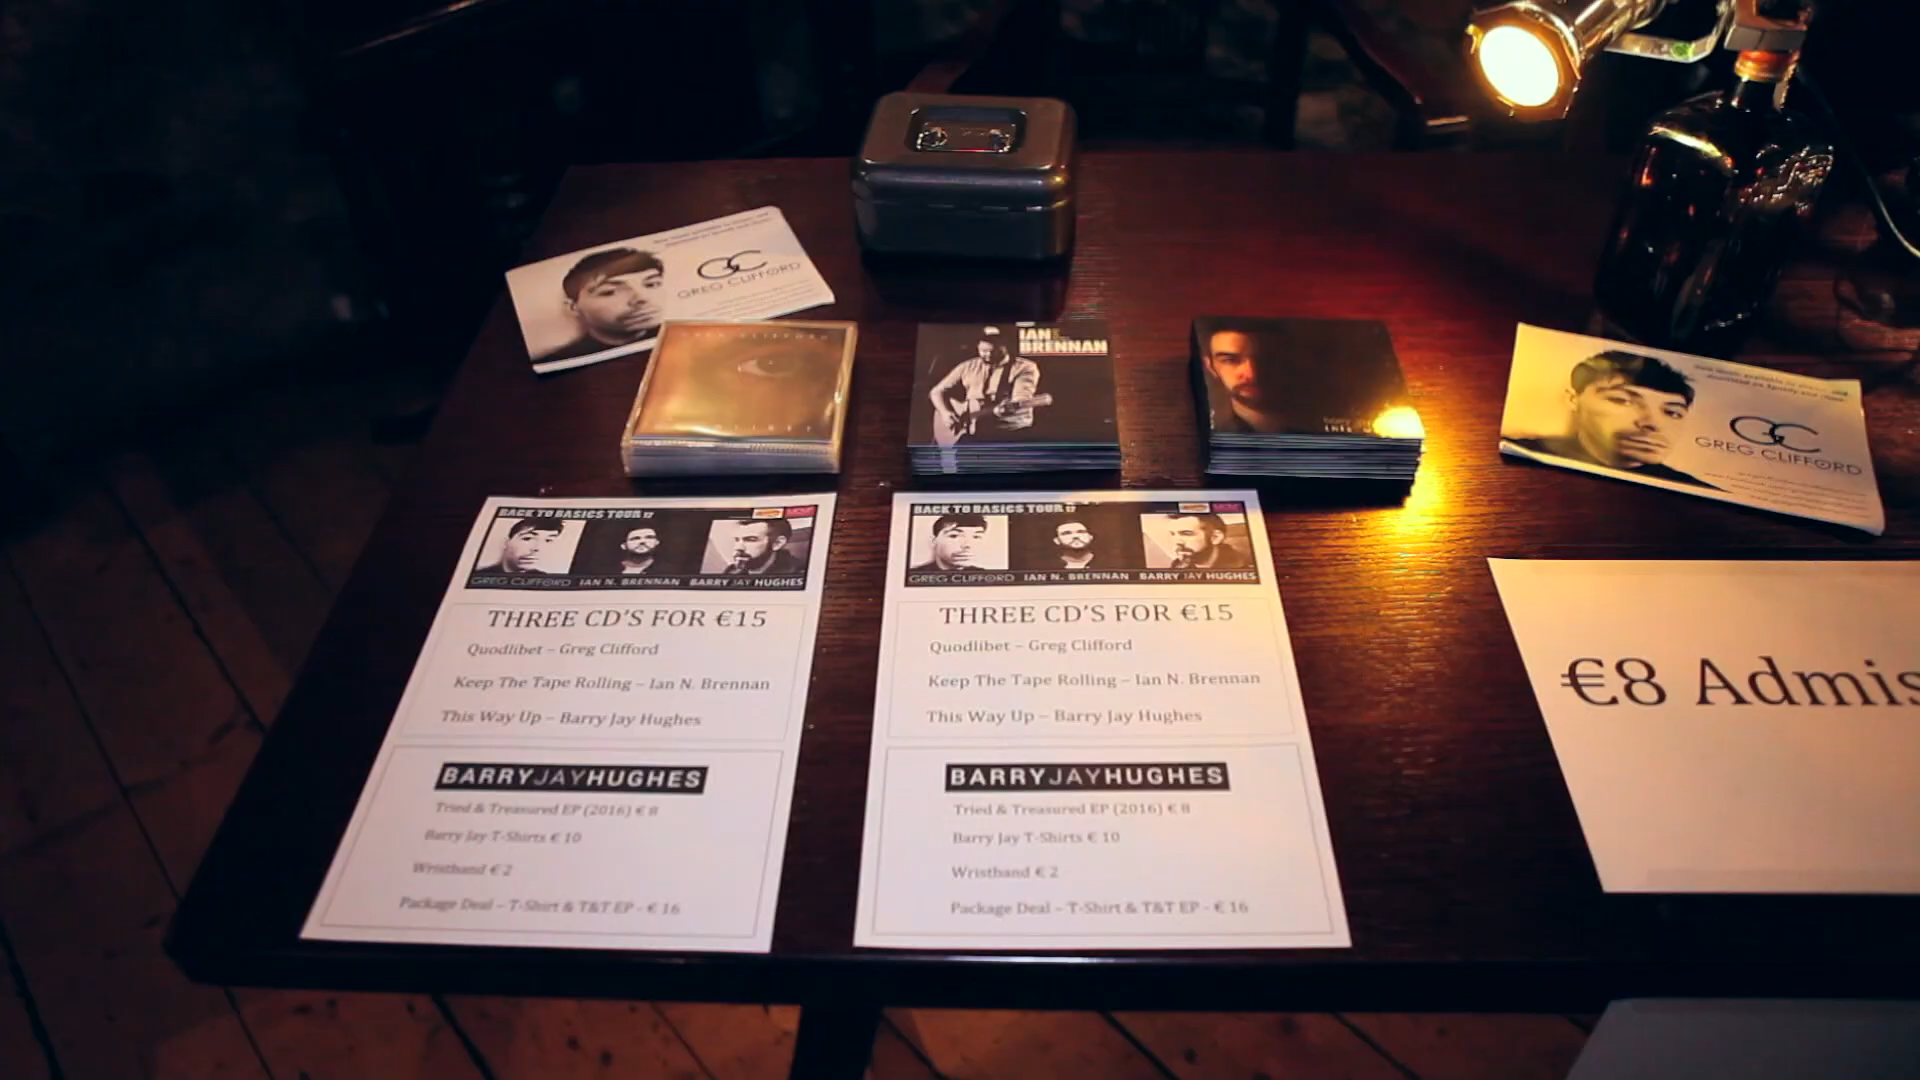 GC
GREG CLIFFORD
IAN
BRENNAN
GC
GREG CLIFFORD
BACK TO BASICS TOUR 17
GREG CLIFFORD IAN N. BRENNAN BARRY JAY HUGHES
THREE CD'S FOR €15
Quodlibet – Greg Clifford
Keep The Tape Rolling – Ian N. Brennan
This Way Up – Barry Jay Hughes
BARRYJAYHUGHES
Tried & Treasured EP (2016) € 8
Barry Jay T-Shirts € 10
Wristband € 2
Package Deal – T-Shirt & T&T EP - € 16
BACK TO BASICS TOUR 17
GREG CLIFFORD IAN N. BRENNAN BARRY JAY HUGHES
THREE CD'S FOR €15
Quodlibet – Greg Clifford
Keep The Tape Rolling – Ian N. Brennan
This Way Up – Barry Jay Hughes
BARRYJAYHUGHES
Tried & Treasured EP (2016) € 8
Barry Jay T-Shirts € 10
Wristband € 2
Package Deal – T-Shirt & T&T EP - € 16
€8 Admis